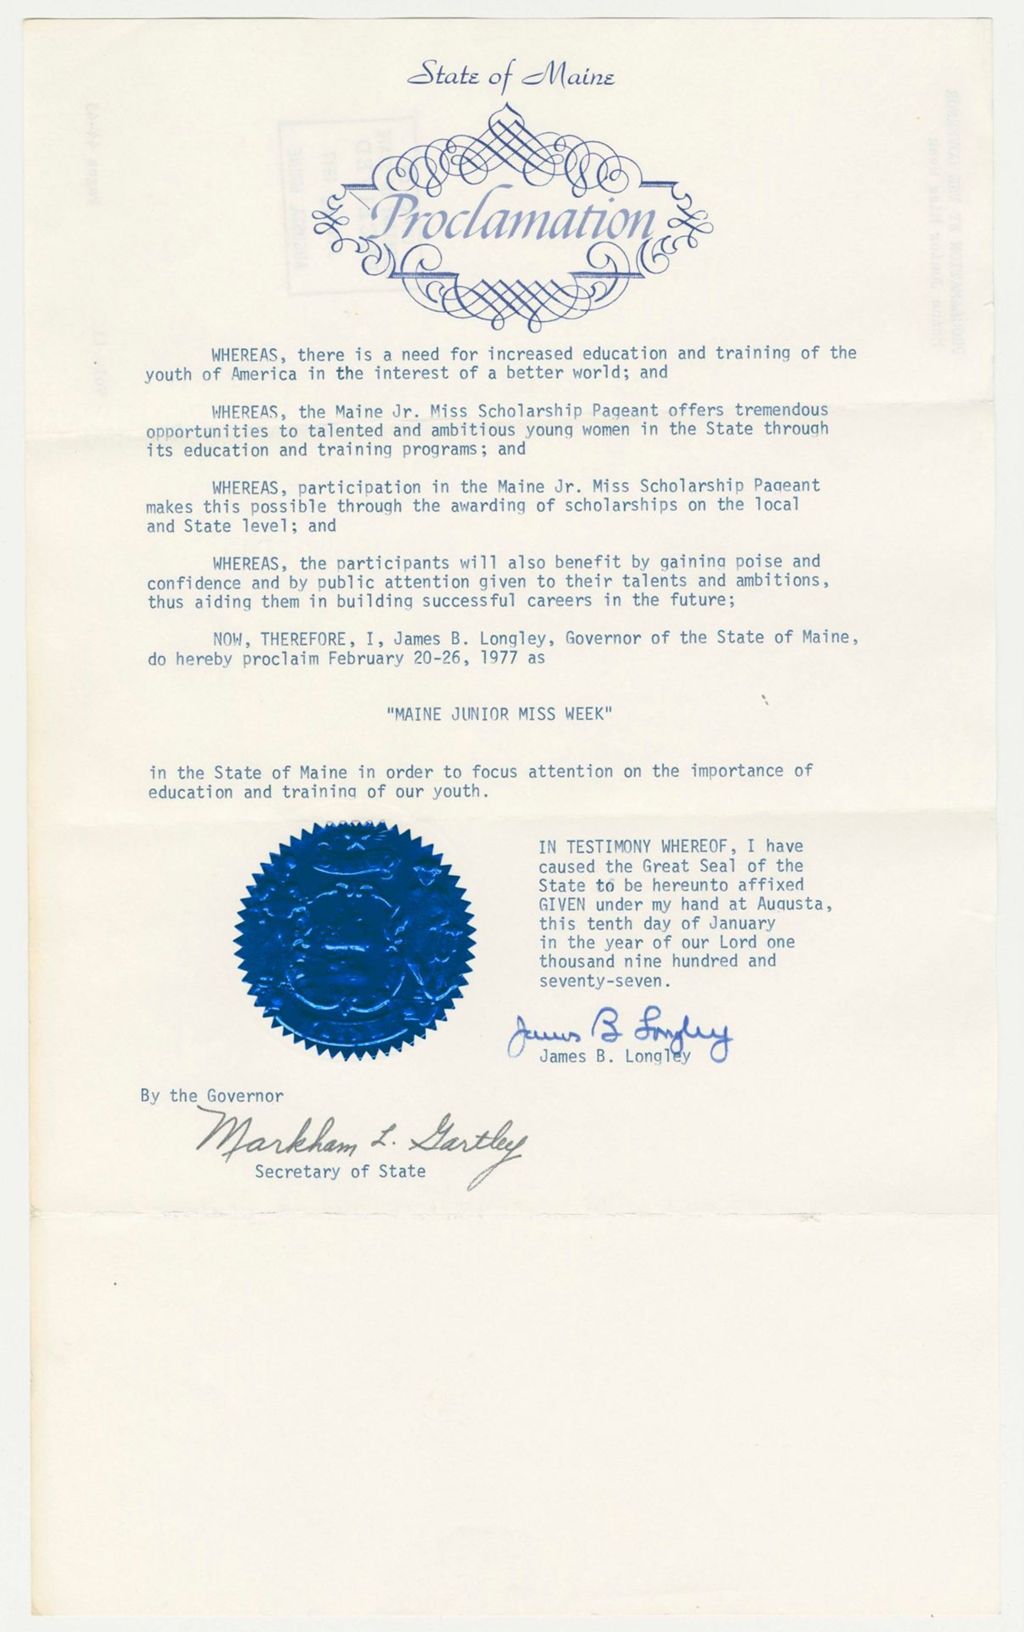 State of Maine
Proclamation
WHEREAS, there is a need for increased education and training of the
youth of America in the interest of a better world; and
WHEREAS, the Maine Jr. Miss Scholarship Pageant offers tremendous
opportunities to talented and ambitious young women in the State through
its education and training programs; and
WHEREAS, participation in the Maine Jr. Miss Scholarship Pageant
makes this possible through the awarding of scholarships on the local
and State level; and
WHEREAS, the participants will also benefit by gaining poise and
confidence and by public attention given to their talents and ambitions,
thus aiding them in building successful careers in the future;
NOW, THEREFORE, I, James B. Longley, Governor of the State of Maine,
do hereby proclaim February 20-26, 1977 as
"MAINE JUNIOR MISS WEEK"
in the State of Maine in order to focus attention on the importance of
education and training of our youth.
IN TESTIMONY WHEREOF, I have
caused the Great Seal of the
State to be hereunto affixed
GIVEN under my hand at Augusta,
this tenth day of January
in the year of our Lord one
thousand nine hundred and
seventy-seven.
James B Longley
James B. Longley
By the Governor
Markham L. Gartley
Secretary of State